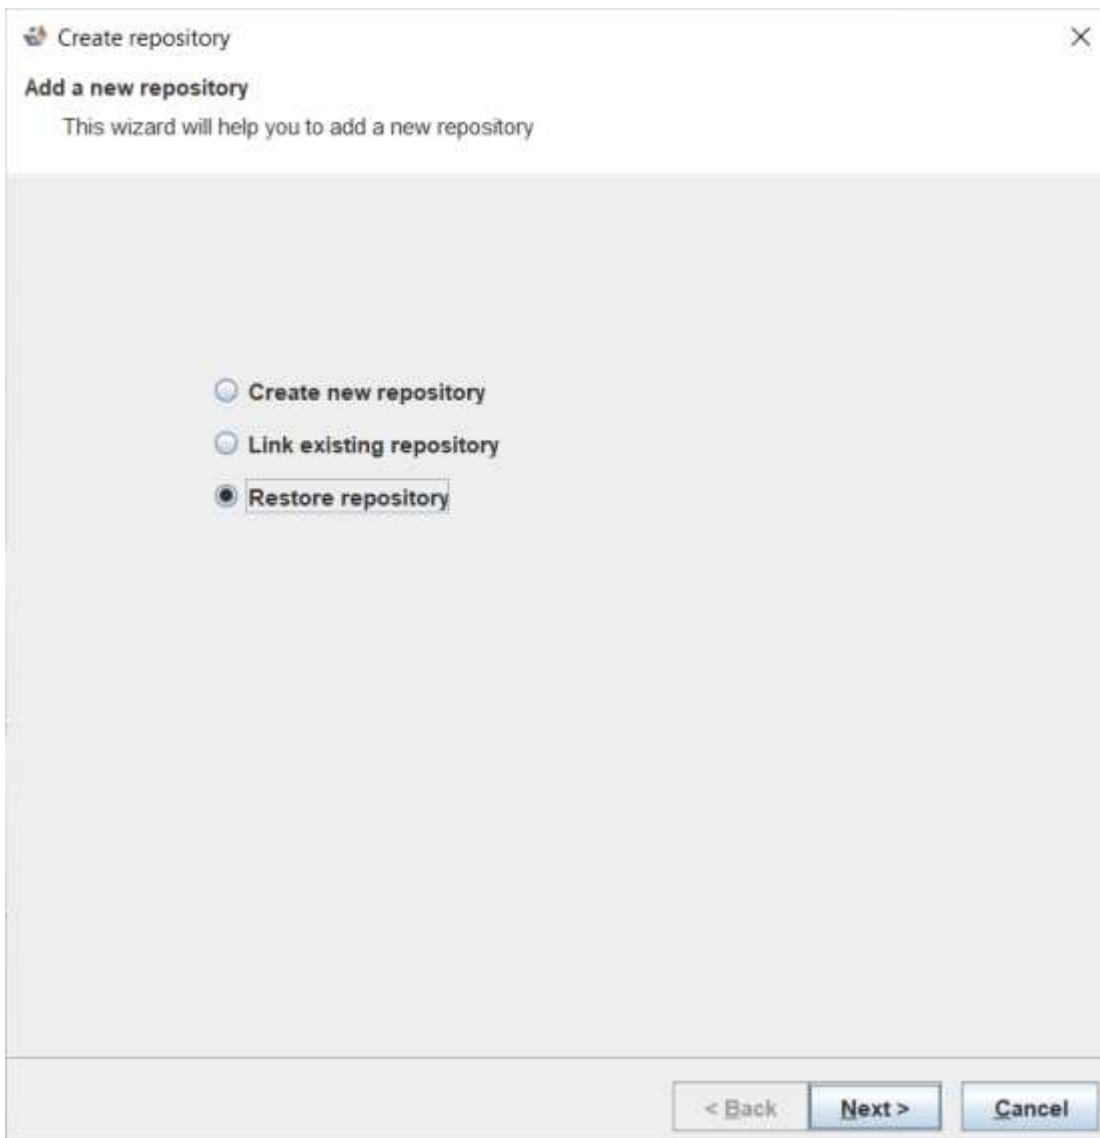 Create repository
Add a new repository
This wizard will help you to add a new repository
Create new repository
Link existing repository
Restore repository
< Back
Next >
Cancel